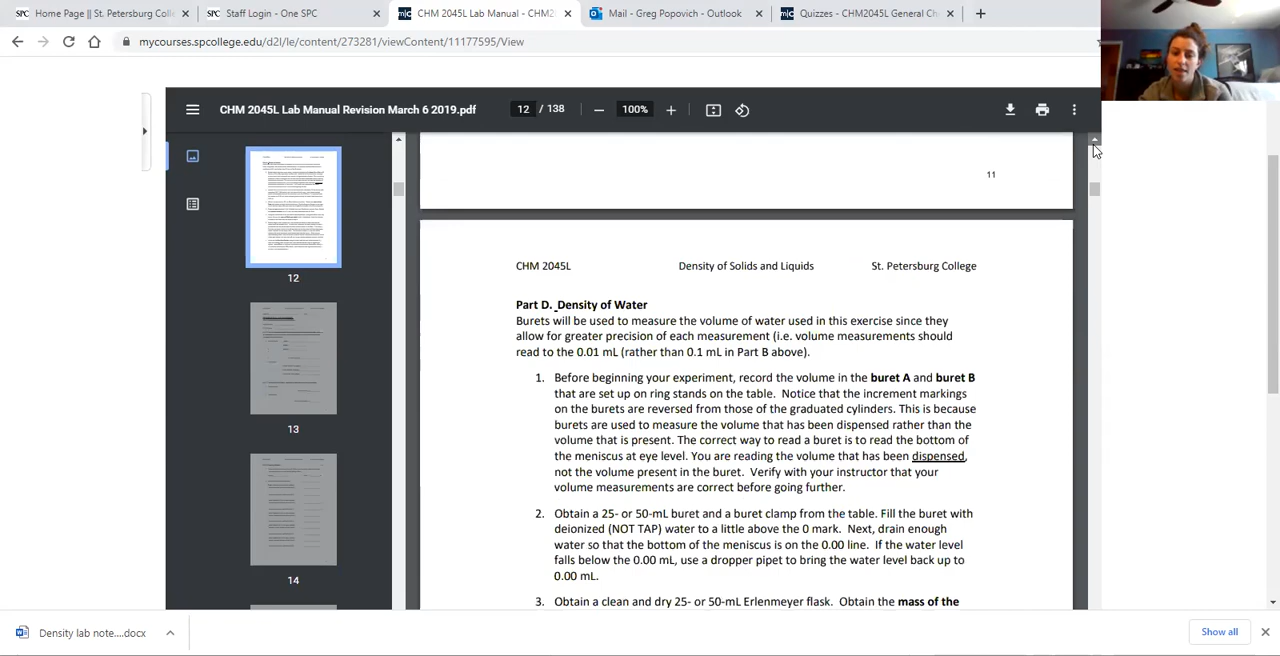 Home Page || St. Petersburg Coll
Staff Login - One SPC
CHM 2045L Lab Manual - CHM2
Mail - Greg Popovich - Outlook
Quizzes - CHM2045L General Ch
mycourses.spcollege.edu/d2l/le/content/273281/viewContent/11177595/View
CHM 2045L Lab Manual Revision March 6 2019.pdf
12 / 138
100%
11
12
13
14
CHM 2045L Density of Solids and Liquids St. Petersburg College
Part D. Density of Water
Burets will be used to measure the volume of water used in this exercise since they
allow for greater precision of each measurement (i.e. volume measurements should
read to the 0.01 mL (rather than 0.1 mL in Part B above).
1. Before beginning your experiment, record the volume in the buret A and buret B
that are set up on ring stands on the table. Notice that the increment markings
on the burets are reversed from those of the graduated cylinders. This is because
burets are used to measure the volume that has been dispensed rather than the
volume that is present. The correct way to read a buret is to read the bottom of
the meniscus at eye level. You are reading the volume that has been dispensed,
not the volume present in the buret. Verify with your instructor that your
volume measurements are correct before going further.
2. Obtain a 25- or 50-mL buret and a buret clamp from the table. Fill the buret with
deionized (NOT TAP) water to a little above the 0 mark. Next, drain enough
water so that the bottom of the meniscus is on the 0.00 line. If the water level
falls below the 0.00 mL, use a dropper pipet to bring the water level back up to
0.00 mL.
3. Obtain a clean and dry 25- or 50-mL Erlenmeyer flask. Obtain the mass of the
Density lab note....docx
Show all